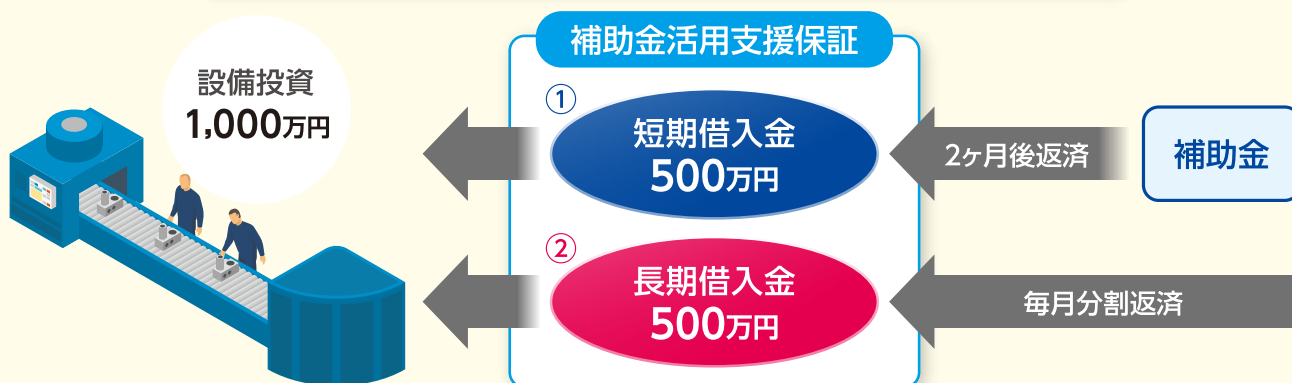 補助金活用支援保証
設備投資
1,000万円
①
短期借入金
500万円
2ヶ月後返済
補助金
②
長期借入金
500万円
毎月分割返済